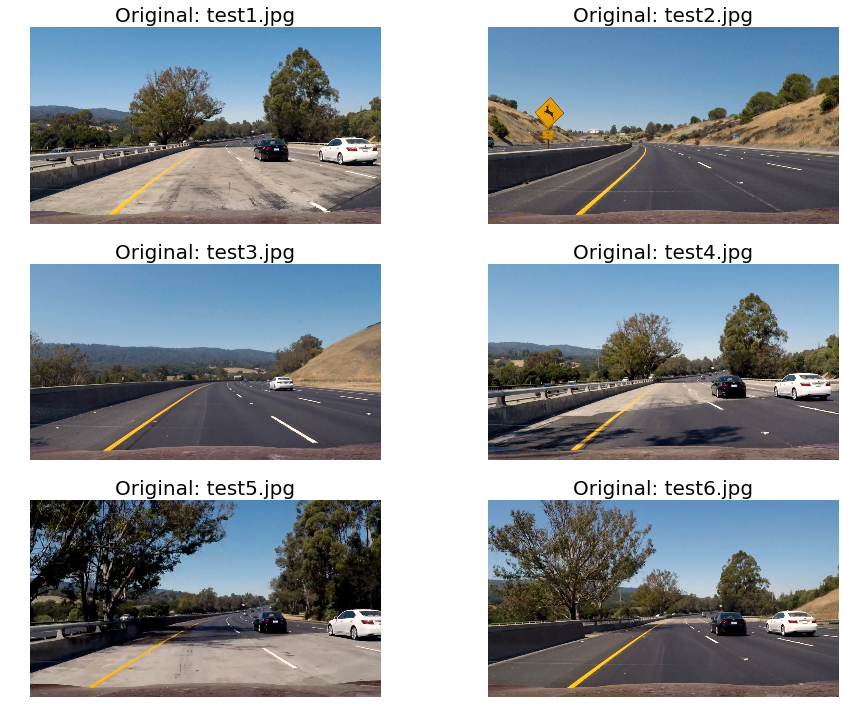 Original: test1.jpg
Original: test2.jpg
Original: test3.jpg
Original: test4.jpg
Original: test5.jpg
Original: test6.jpg